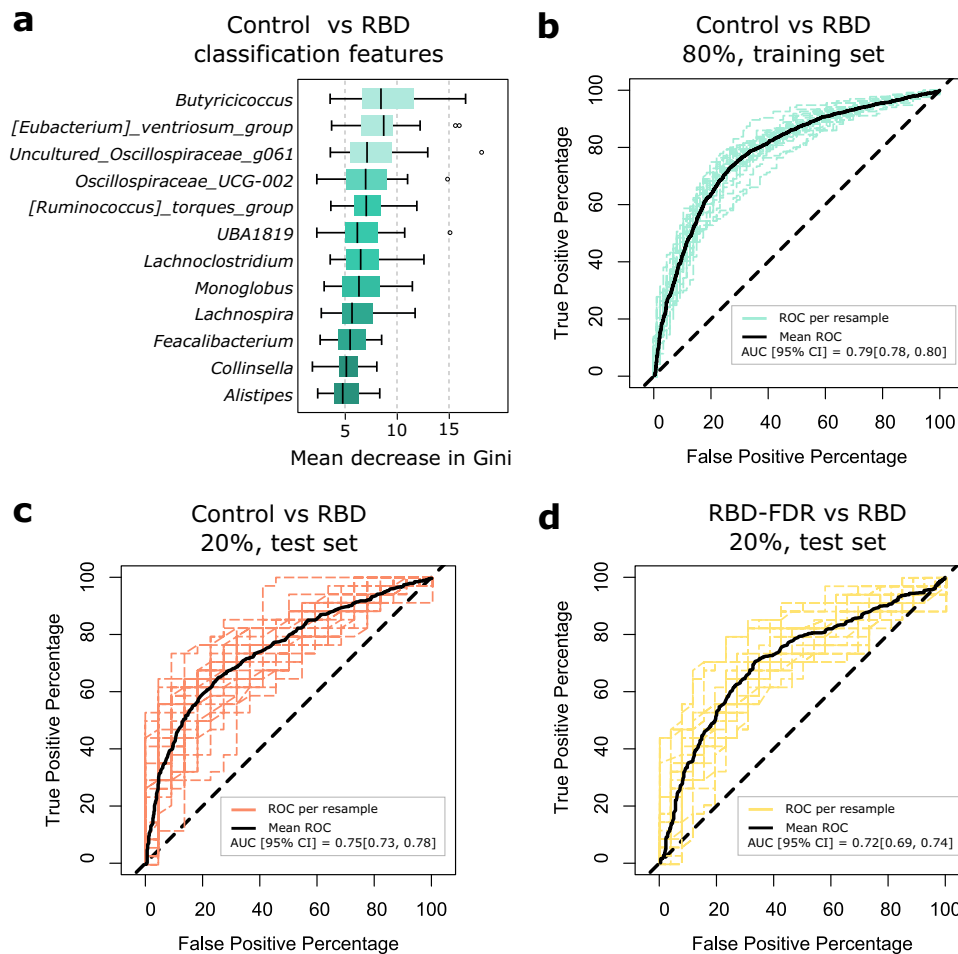 a
Control vs RBD
classification features
Butyricicoccus
[Eubacterium]_ventriosum_group
Uncultured_Oscillospiraceae_g061
Oscillospiraceae_UCG-002
[Ruminococcus]_torques_group
UBA1819
Lachnoclostridium
Monoglobus
Lachnospira
Feacalibacterium
Collinsella
Alistipes
5 10 15
Mean decrease in Gini
b
Control vs RBD
80%, training set
True Positive Percentage
100
80
60
40
20
0
ROC per resample
Mean ROC
AUC [95% CI] = 0.79[0.78, 0.80]
0 20 40 60 80 100
False Positive Percentage
c
Control vs RBD
20%, test set
True Positive Percentage
100
80
60
40
20
0
ROC per resample
Mean ROC
AUC [95% CI] = 0.75[0.73, 0.78]
0 20 40 60 80 100
False Positive Percentage
d
RBD-FDR vs RBD
20%, test set
True Positive Percentage
100
80
60
40
20
0
ROC per resample
Mean ROC
AUC [95% CI] = 0.72[0.69, 0.74]
0 20 40 60 80 100
False Positive Percentage